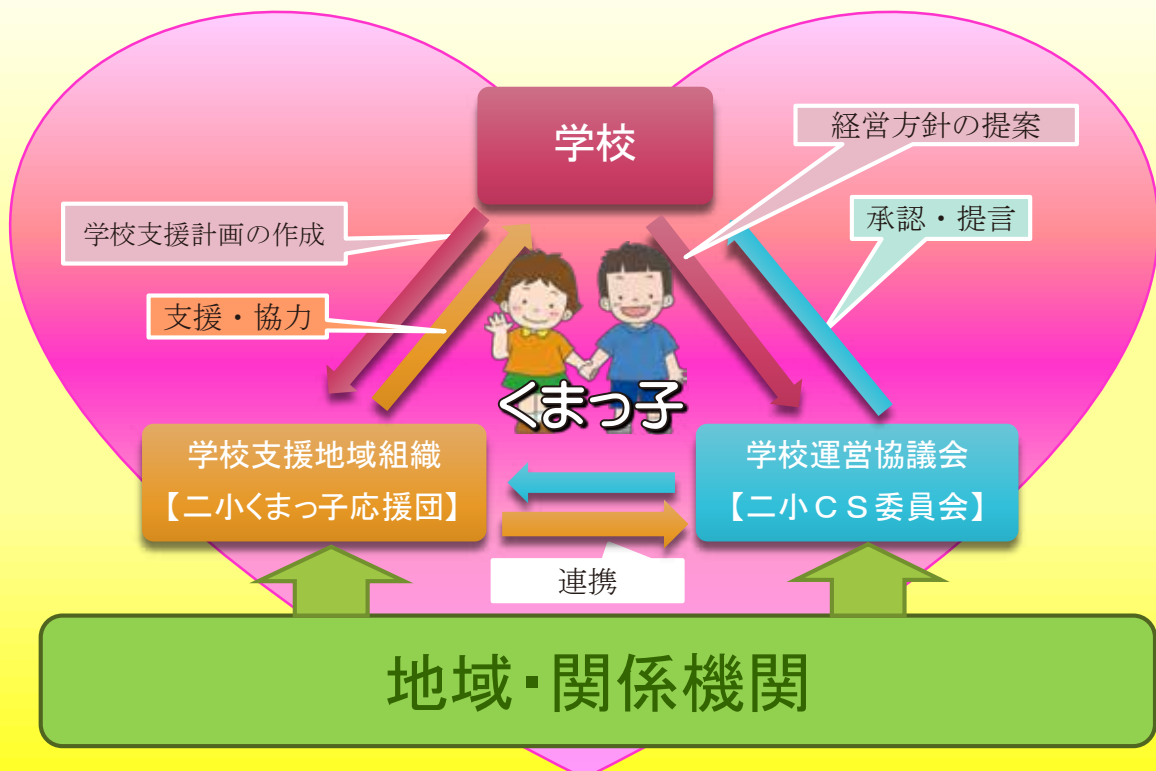 学校
経営方針の提案
承認・提言
学校支援計画の作成
支援・協力
くまっ子
学校支援地域組織
【二小くまっ子応援団】
学校運営協議会
【二小ＣＳ委員会】
連携
地域・関係機関